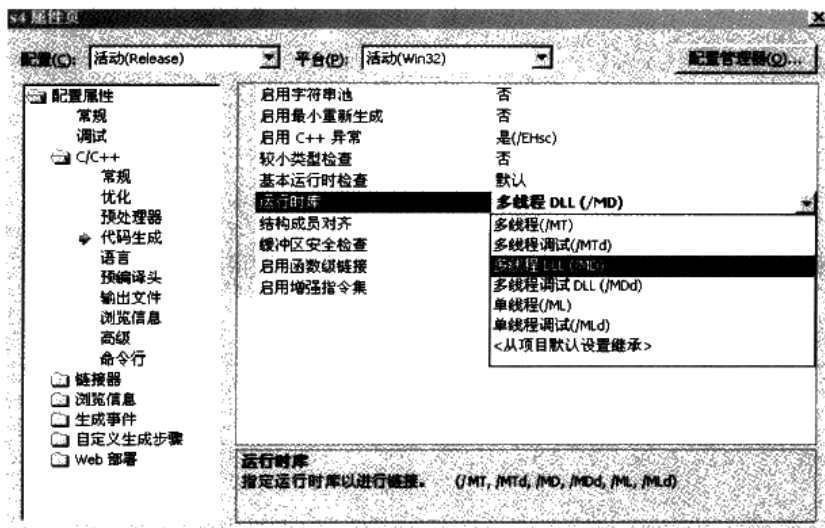 s4 属性页
配置(C): 活动(Release) 平台(P): 活动(Win32) 配置管理器(O)...
配置属性
常规
调试
C/C++
常规
优化
预处理器
代码生成
语言
预编译头
输出文件
浏览信息
高级
命令行
链接器
浏览信息
生成事件
自定义生成步骤
Web 部署
启用字符串池 否
启用最小重新生成 否
启用 C++ 异常 是(/EHsc)
较小类型检查 否
基本运行时检查 默认
运行时库 多线程 DLL (/MD)
结构成员对齐
缓冲区安全检查
启用函数级链接
启用增强指令集
多线程(/MT)
多线程调试(/MTd)
多线程 DLL (/MD)
多线程调试 DLL (/MDd)
单线程(/ML)
单线程调试(/MLd)
<从项目默认设置继承>
运行时库
指定运行时库以进行链接。 (/MT, /MTd, /MD, /MDd, /ML, /MLd)